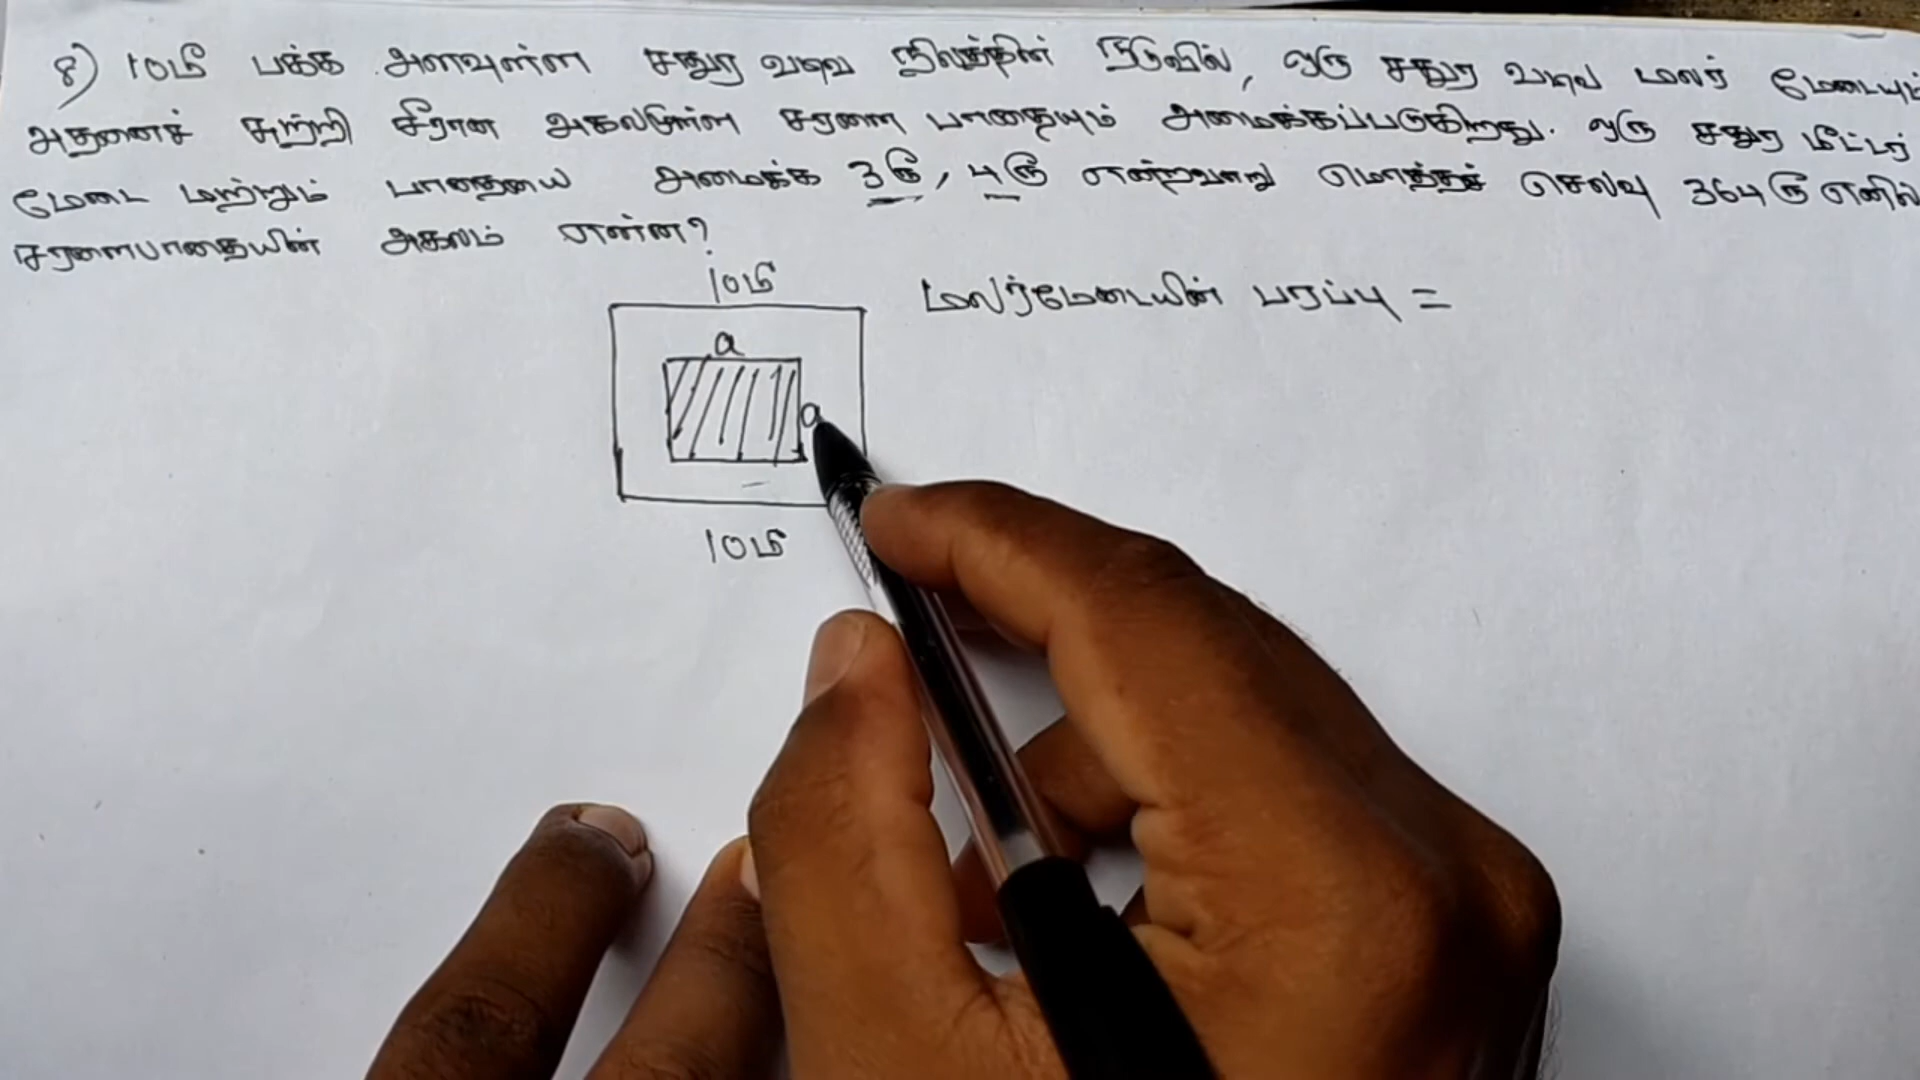 8) 10மீ பக்க அளவுள்ள சதுர வடிவ நிலத்தின் நடுவில், ஒரு சதுர வடிவ மலர் மேடையும்
அதனைச் சுற்றி சீரான அகலமுள்ள சரளை பாதையும் அமைக்கப்படுகிறது. ஒரு சதுர மீட்டர்
மேடை மற்றும் பாதையை அமைக்க 3ரூ, 4ரூ என்றவாறு மொத்தச் செலவு 364ரூ எனில்
சரளைபாதையின் அகலம் என்ன?
10மீ
மலர்மேடையின் பரப்பு =
a
a
10மீ